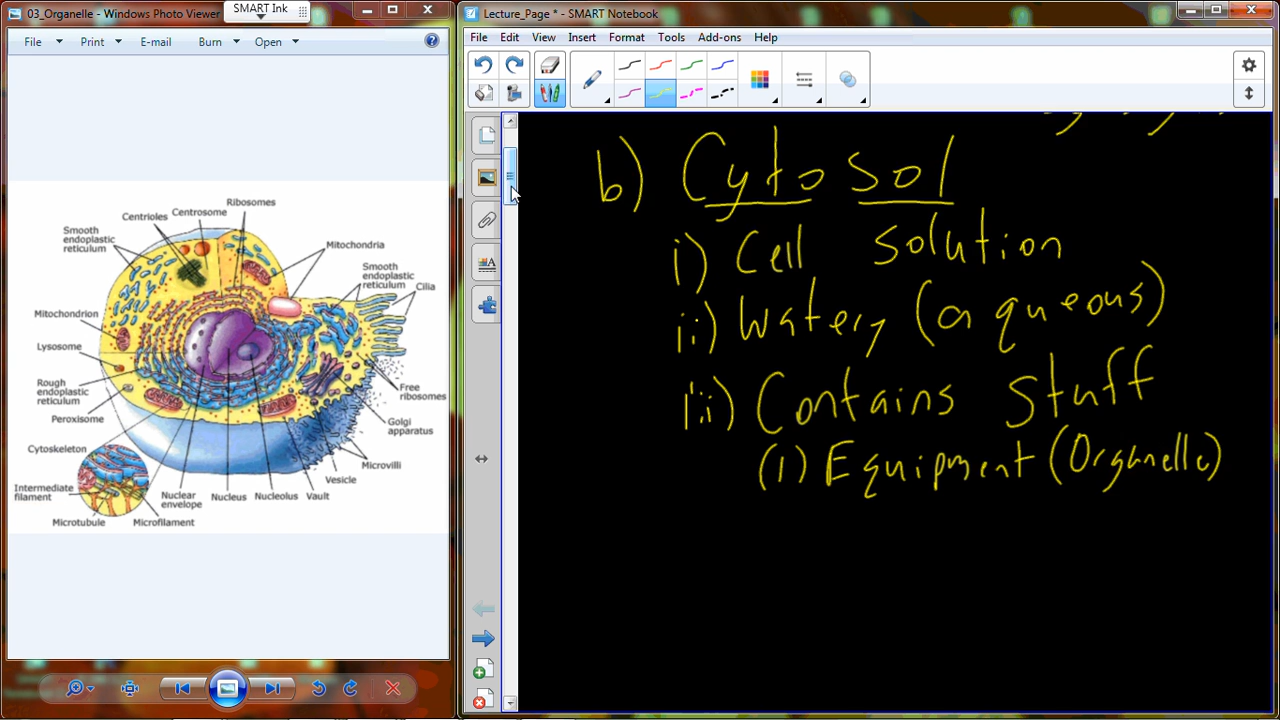 03_Organelle - Windows Photo Viewer
SMART Ink
File Print E-mail Burn Open
Ribosomes
Centrosome
Centrioles
Smooth
endoplasmic
reticulum
Mitochondria
Smooth
endoplasmic
reticulum
Cilia
Mitochondrion
Lysosome
Rough
endoplasmic
reticulum
Peroxisome
Free
ribosomes
Golgi
apparatus
Cytoskeleton
Microvilli
Vesicle
Intermediate
filament
Nuclear
envelope
Nucleus
Nucleolus
Vault
Microtubule
Microfilament
Lecture_Page * - SMART Notebook
File Edit View Insert Format Tools Add-ons Help
b) Cytosol
i) Cell solution
ii) Watery (aqueous)
iii) Contains Stuff
(1) Equipment (Organelle)